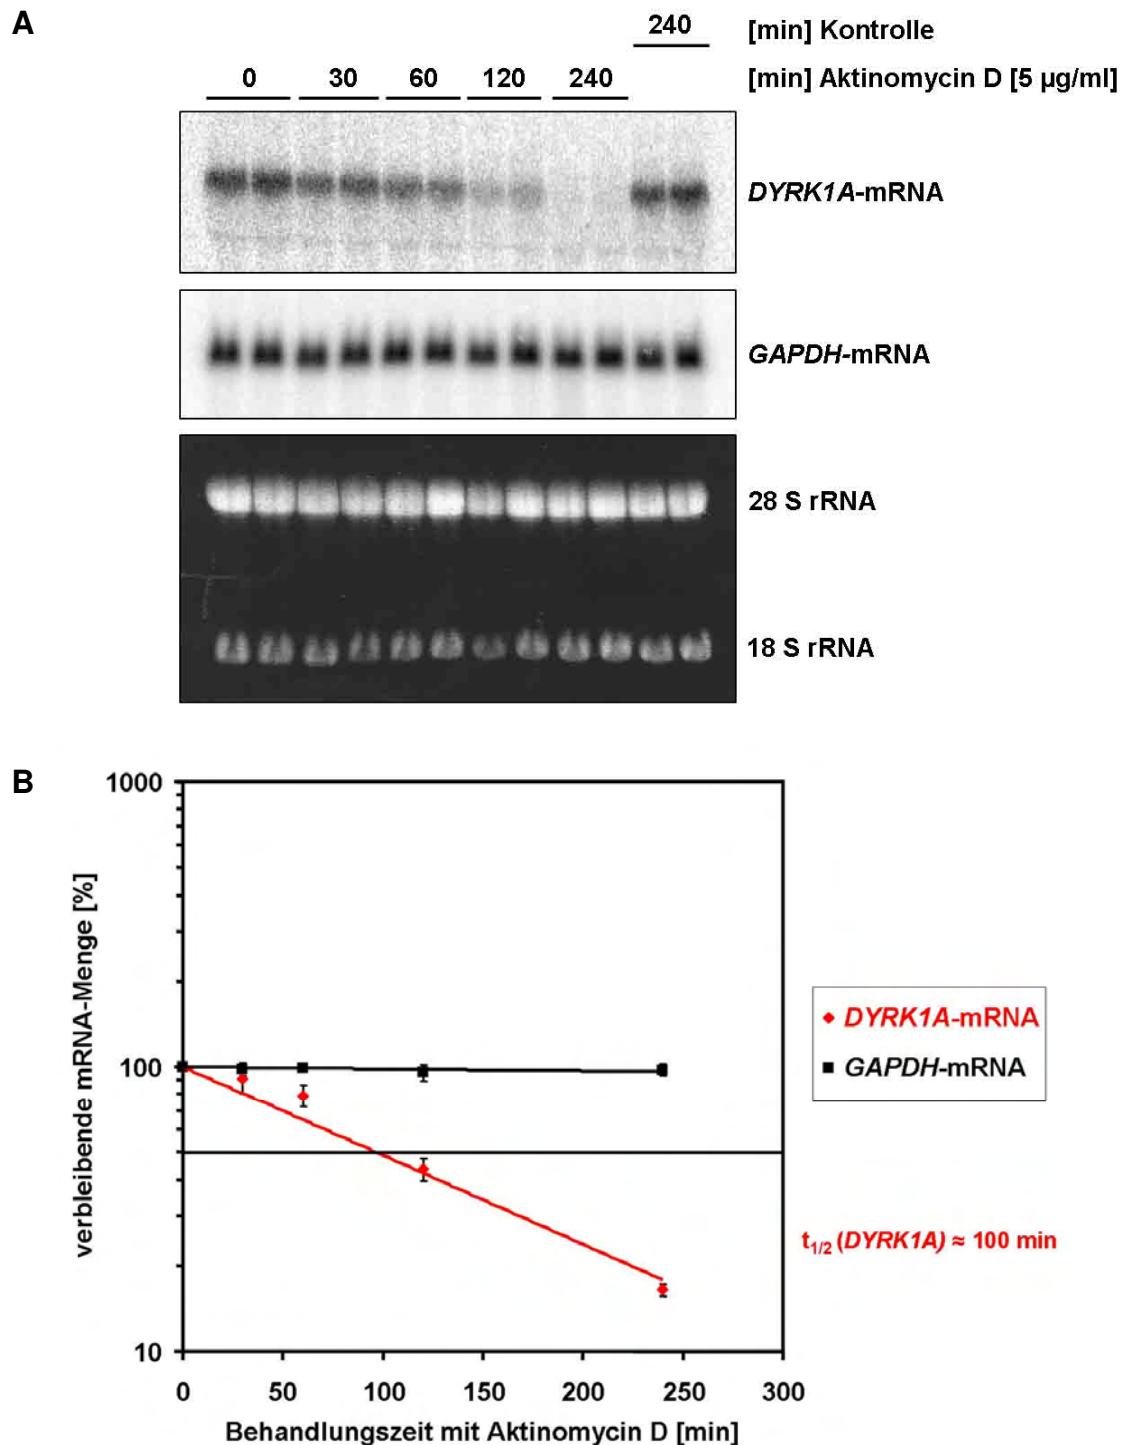 A
240
[min] Kontrolle
0 30 60 120 240
[min] Aktinomycin D [5 µg/ml]
DYRK1A-mRNA
GAPDH-mRNA
28 S rRNA
18 S rRNA
B
1000
100
10
verbleibende mRNA-Menge [%]
DYRK1A-mRNA
GAPDH-mRNA
t1/2 (DYRK1A) ≈ 100 min
0 50 100 150 200 250 300
Behandlungszeit mit Aktinomycin D [min]